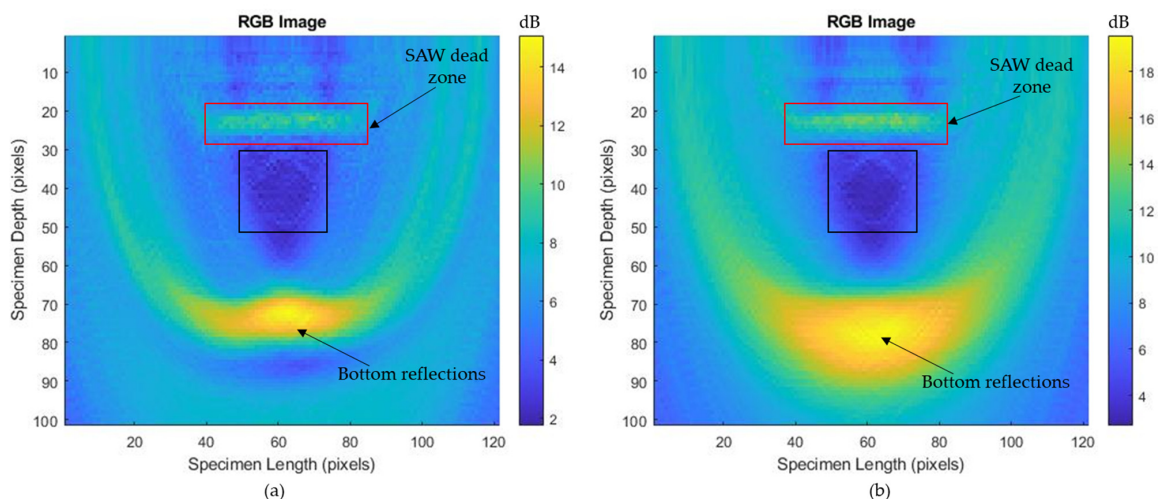 RGB Image
dB
SAW dead
zone
Bottom reflections
10
20
30
40
50
60
70
80
90
100
Specimen Depth (pixels)
20
40
60
80
100
120
Specimen Length (pixels)
14
12
10
8
6
4
2
(a)
RGB Image
dB
SAW dead
zone
Bottom reflections
10
20
30
40
50
60
70
80
90
100
Specimen Depth (pixels)
20
40
60
80
100
120
Specimen Length (pixels)
18
16
14
12
10
8
6
4
(b)